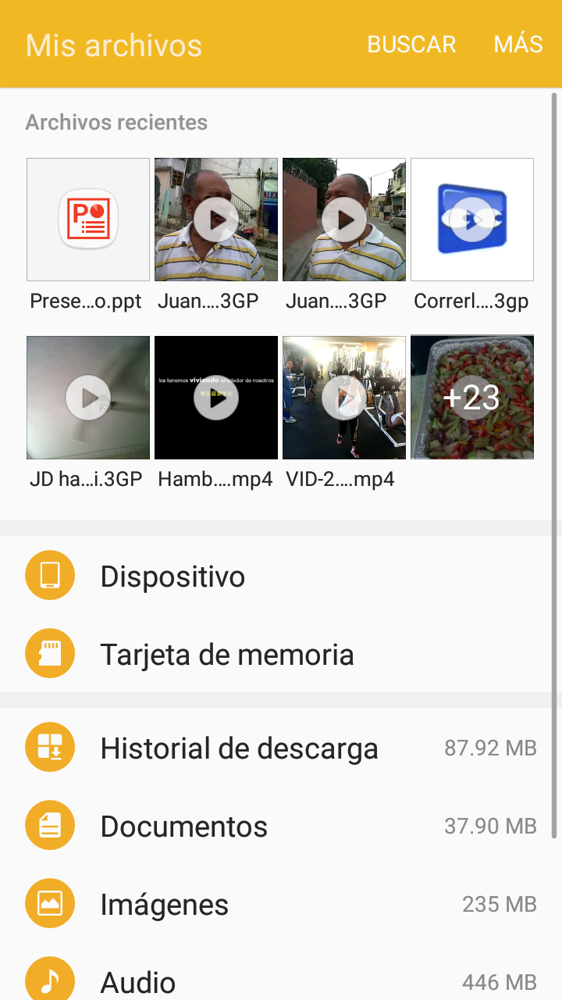 Mis archivos BUSCAR MÁS
Archivos recientes
Prese...o.ppt Juan....3GP Juan....3GP Correrl....3gp
los tenemos viviendo alrededor de nosotros
+23
JD ha...i.3GP Hamb....mp4 VID-2....mp4
Dispositivo
Tarjeta de memoria
Historial de descarga 87.92 MB
Documentos 37.90 MB
Imágenes 235 MB
Audio 446 MB